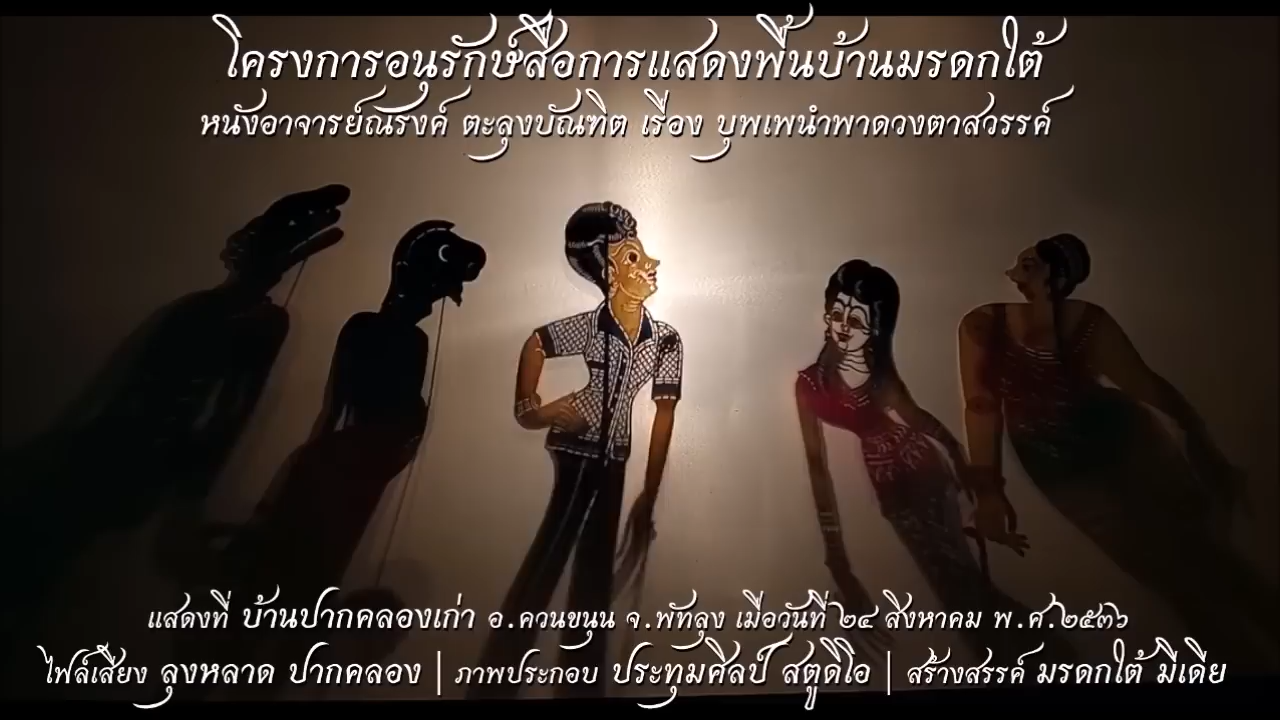 โครงการอนุรักษ์สื่อการแสดงพื้นบ้านมรดกใต้
หนังอาจารย์ณรงค์ ตะลุงบัณฑิต เรื่อง บุพเพนำพาดวงตาสวรรค์
แสดงที่ บ้านปากคลองเก่า อ.ควนขนุน จ.พัทลุง เมื่อวันที่ ๒๔ สิงหาคม พ.ศ.๒๕๓๖
ไฟล์เสียง ลุงหลาด ปากคลอง | ภาพประกอบ ประทุมศิลป์ สตูดิโอ | สร้างสรรค์ มรดกใต้ มีเดีย